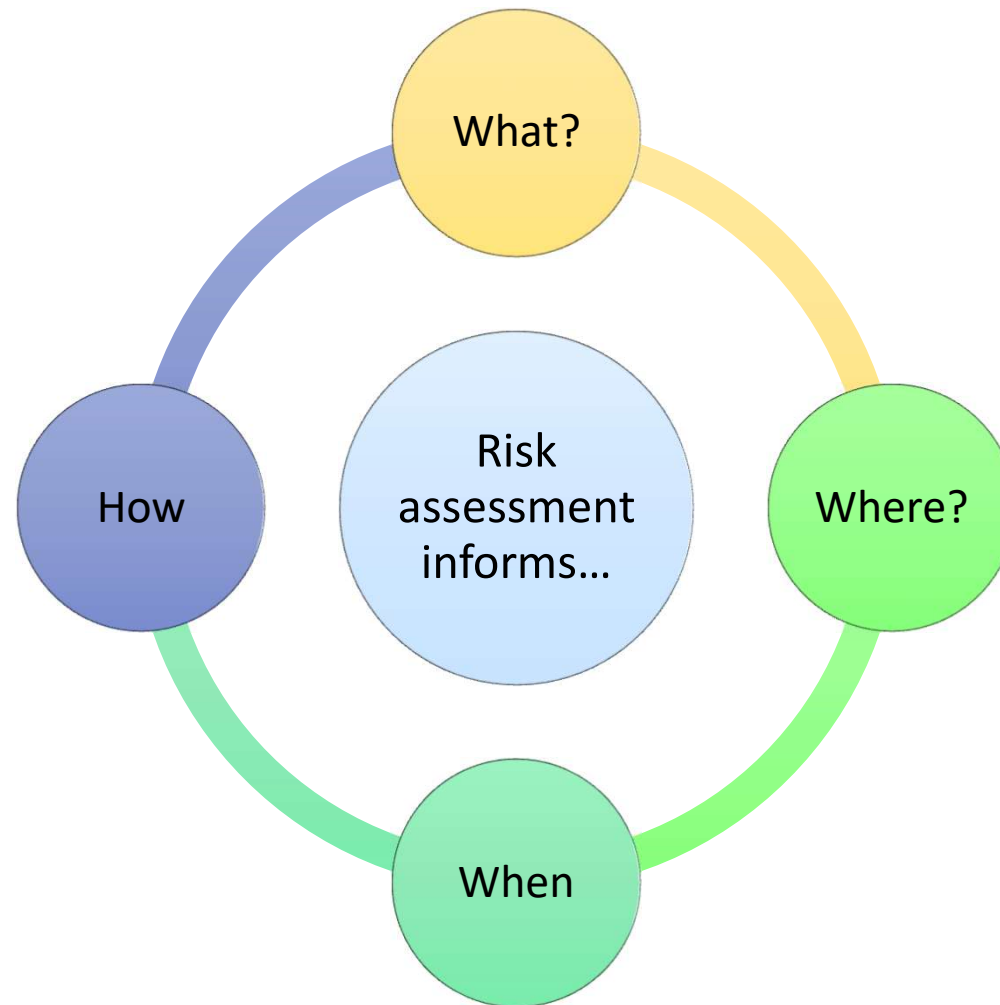 What?
Where?
When
How
Risk
assessment
informs…